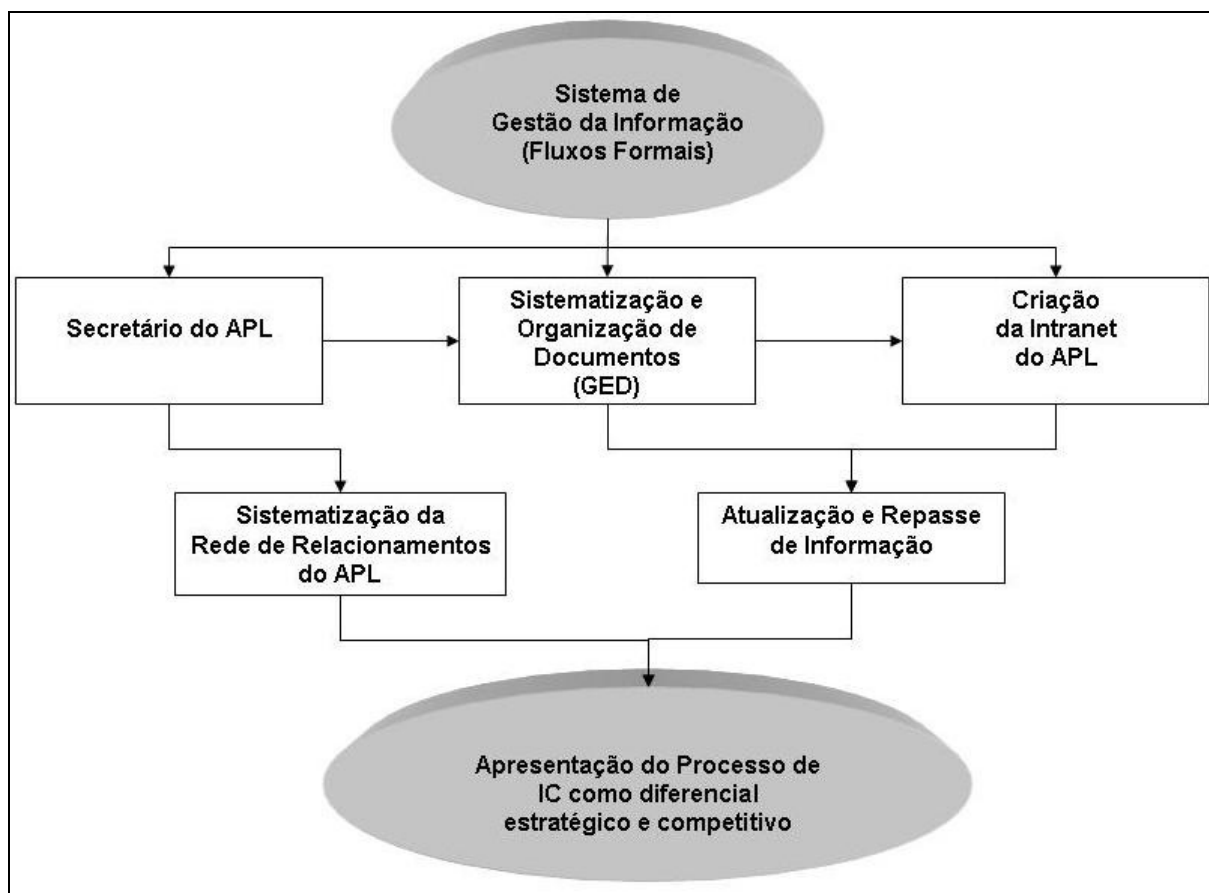 Sistema de
Gestão da Informação
(Fluxos Formais)
Secretário do APL
Sistematização e
Organização de
Documentos
(GED)
Criação
da Intranet
do APL
Sistematização da
Rede de Relacionamentos
do APL
Atualização e Repasse
de Informação
Apresentação do Processo de
IC como diferencial
estratégico e competitivo